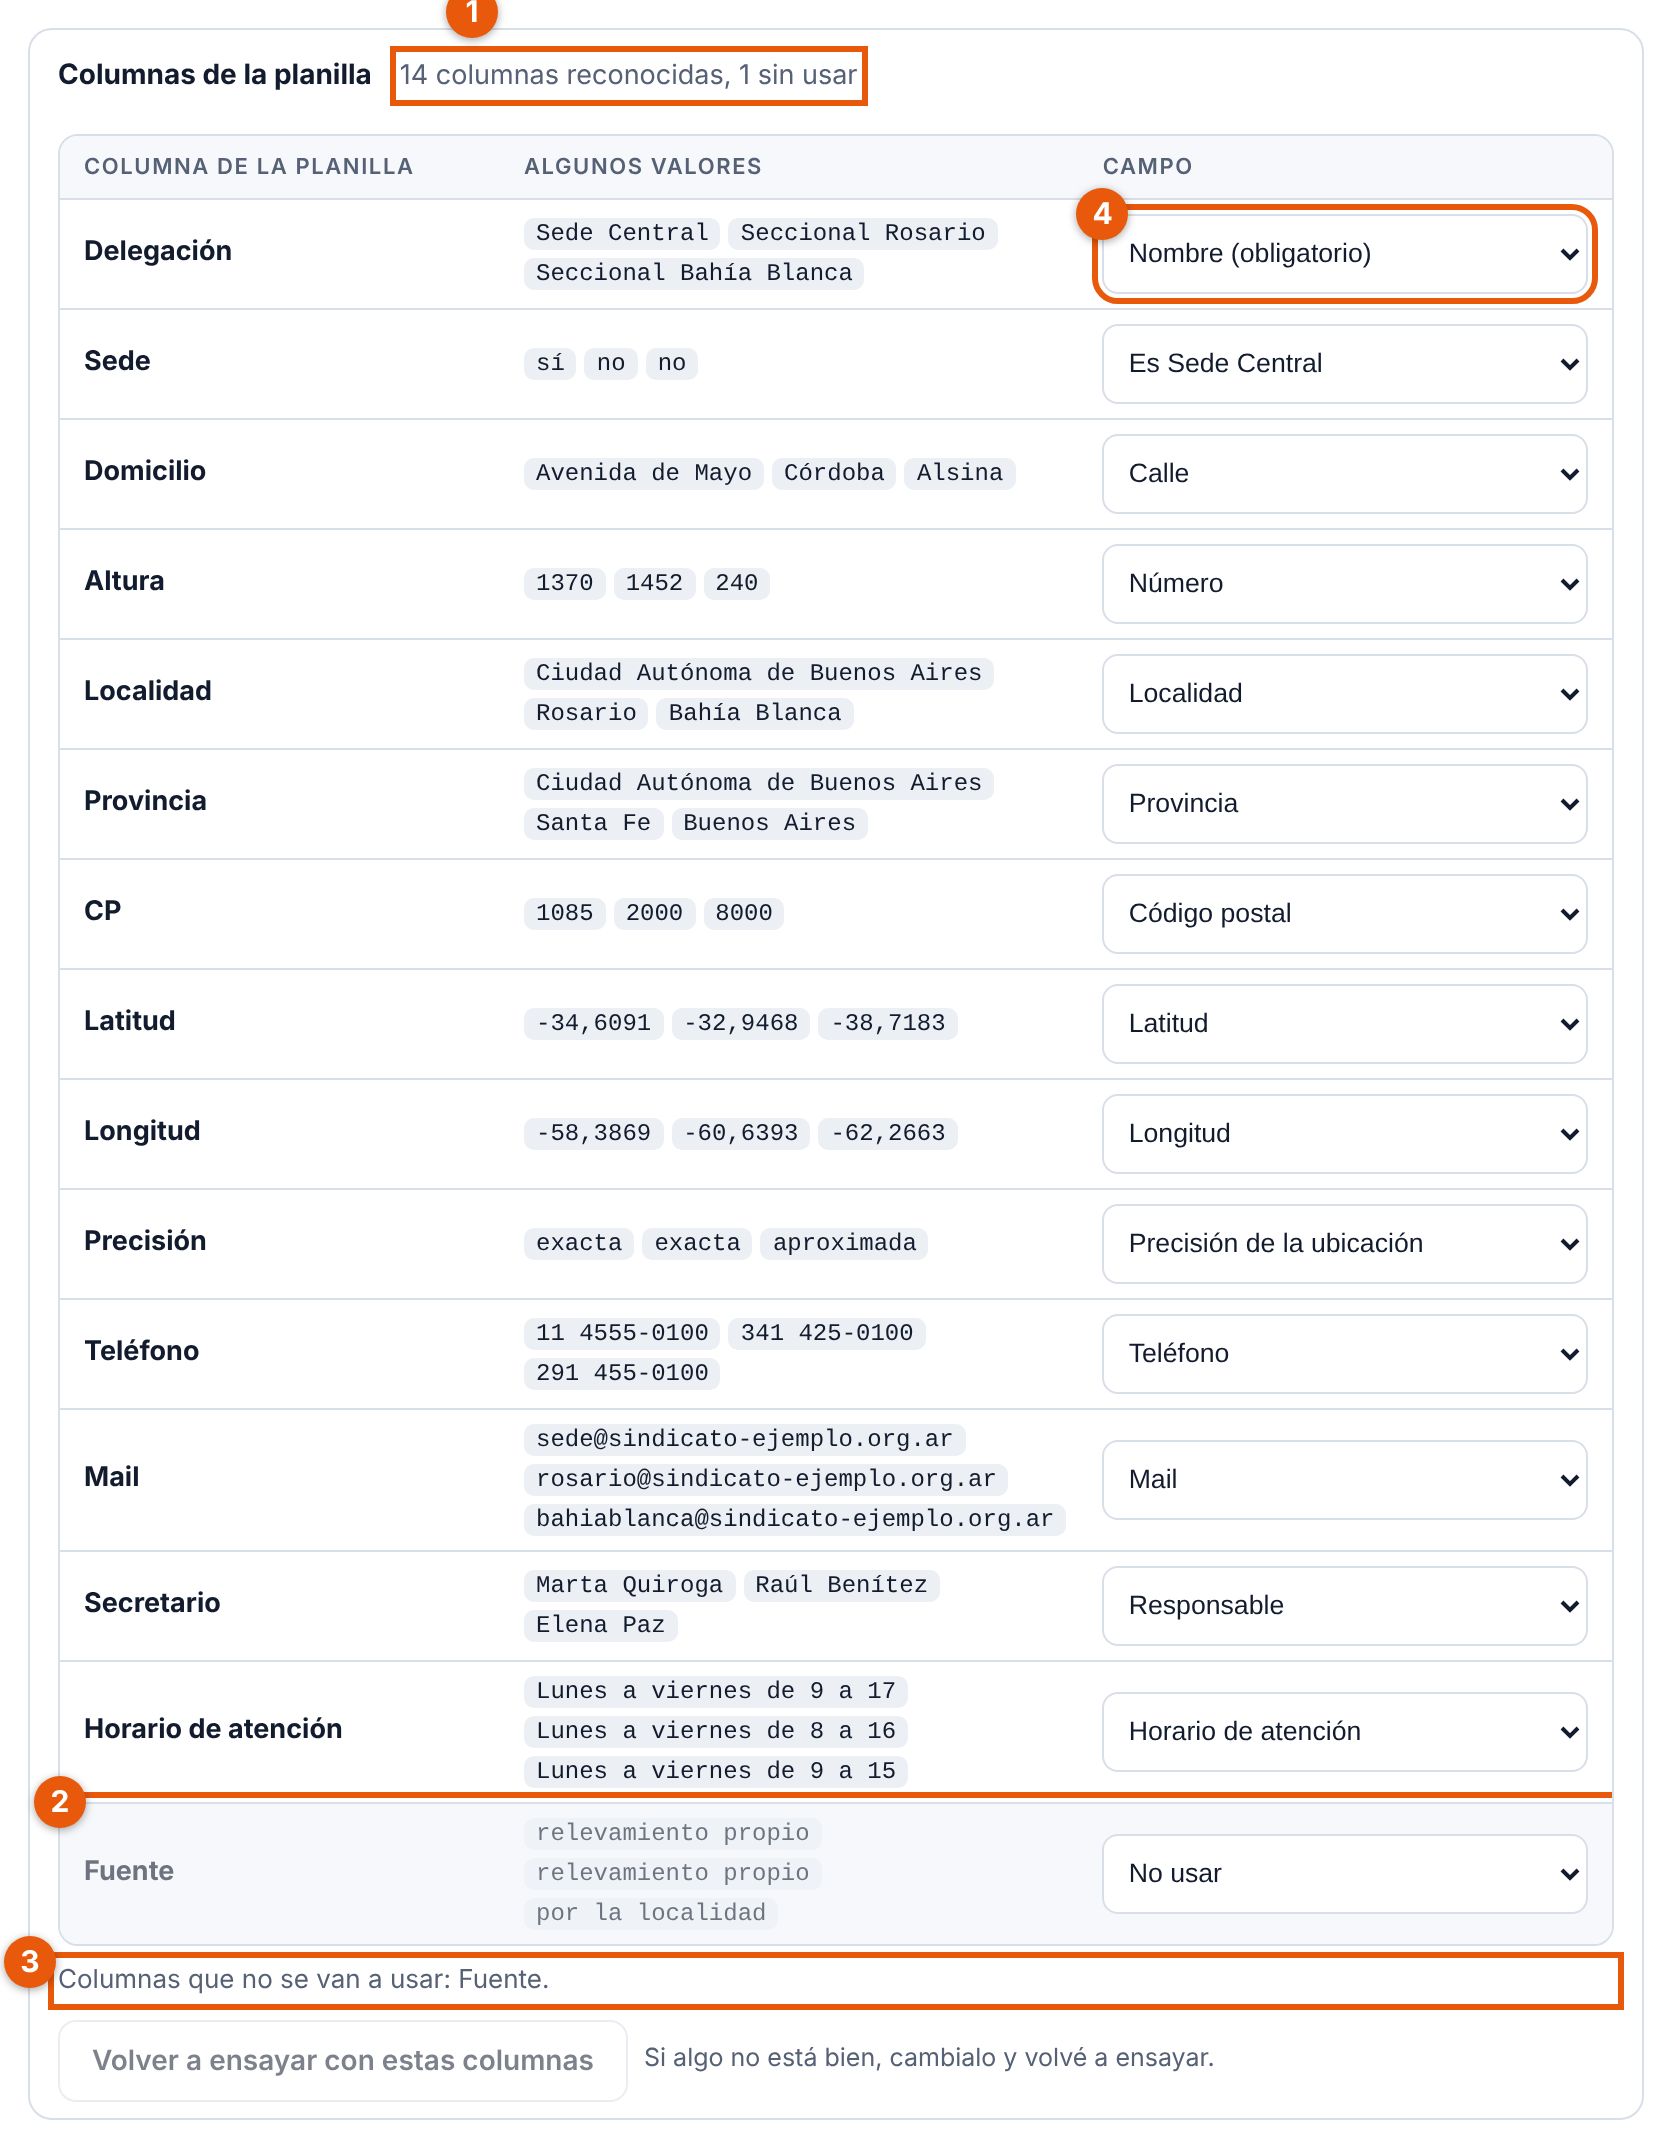 1
Columnas de la planilla 14 columnas reconocidas, 1 sin usar
COLUMNA DE LA PLANILLA ALGUNOS VALORES CAMPO
4
Delegación Sede Central Seccional Rosario Nombre (obligatorio)
Seccional Bahía Blanca
Sede sí no no Es Sede Central
Domicilio Avenida de Mayo Córdoba Alsina Calle
Altura 1370 1452 240 Número
Localidad Ciudad Autónoma de Buenos Aires Localidad
Rosario Bahía Blanca
Provincia Ciudad Autónoma de Buenos Aires Provincia
Santa Fe Buenos Aires
CP 1085 2000 8000 Código postal
Latitud -34,6091 -32,9468 -38,7183 Latitud
Longitud -58,3869 -60,6393 -62,2663 Longitud
Precisión exacta exacta aproximada Precisión de la ubicación
Teléfono 11 4555-0100 341 425-0100 Teléfono
291 455-0100
sede@sindicato-ejemplo.org.ar
Mail rosario@sindicato-ejemplo.org.ar Mail
bahiablanca@sindicato-ejemplo.org.ar
Secretario Marta Quiroga Raúl Benítez Responsable
Elena Paz
Lunes a viernes de 9 a 17
Horario de atención Lunes a viernes de 8 a 16 Horario de atención
Lunes a viernes de 9 a 15
2
relevamiento propio
Fuente relevamiento propio No usar
por la localidad
3
Columnas que no se van a usar: Fuente.
Volver a ensayar con estas columnas Si algo no está bien, cambialo y volvé a ensayar.